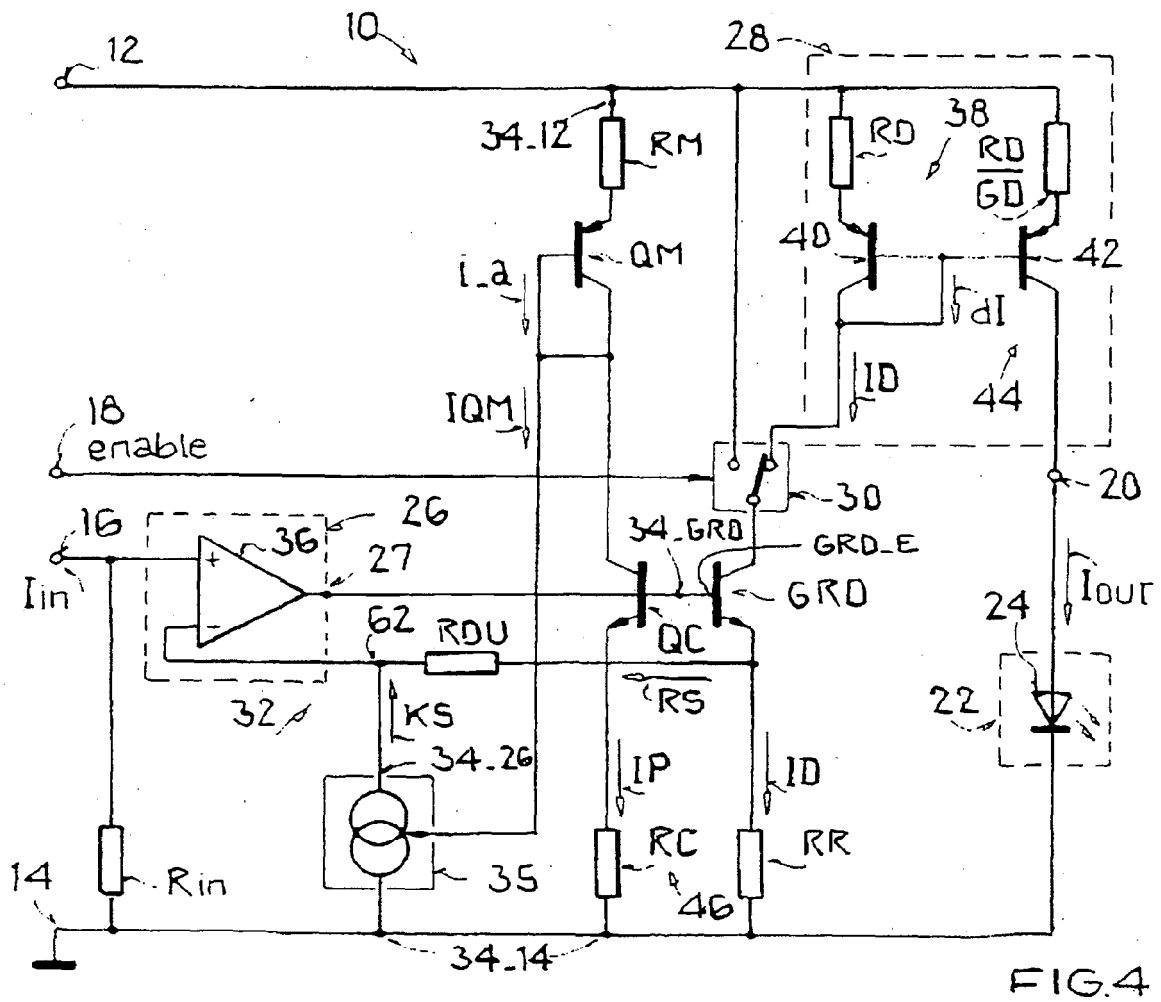 10
28
12
34_12
RM
RD
38
RD
GD
i_a
QM
40
42
dI
ID
44
IQM
18
enable
30
20
16
26
34_GRD
GRD_E
36
27
+
Iin
GRD
Iout
62
RDU
QC
24
−
RS
22
32
KS
34_26
IP
ID
RC
RR
14
Rin
35
46
34_14
FIG.4